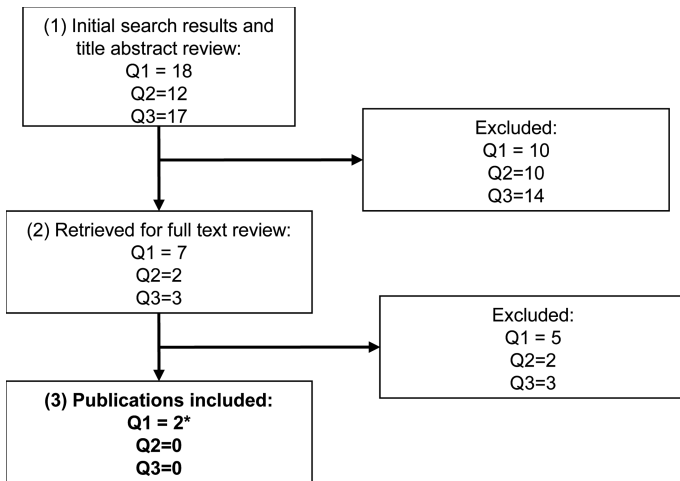 (1) Initial search results and
title abstract review:
Q1 = 18
Q2=12
Q3=17
Excluded:
Q1 = 10
Q2=10
Q3=14
(2) Retrieved for full text review:
Q1 = 7
Q2=2
Q3=3
Excluded:
Q1 = 5
Q2=2
Q3=3
(3) Publications included:
Q1 = 2*
Q2=0
Q3=0